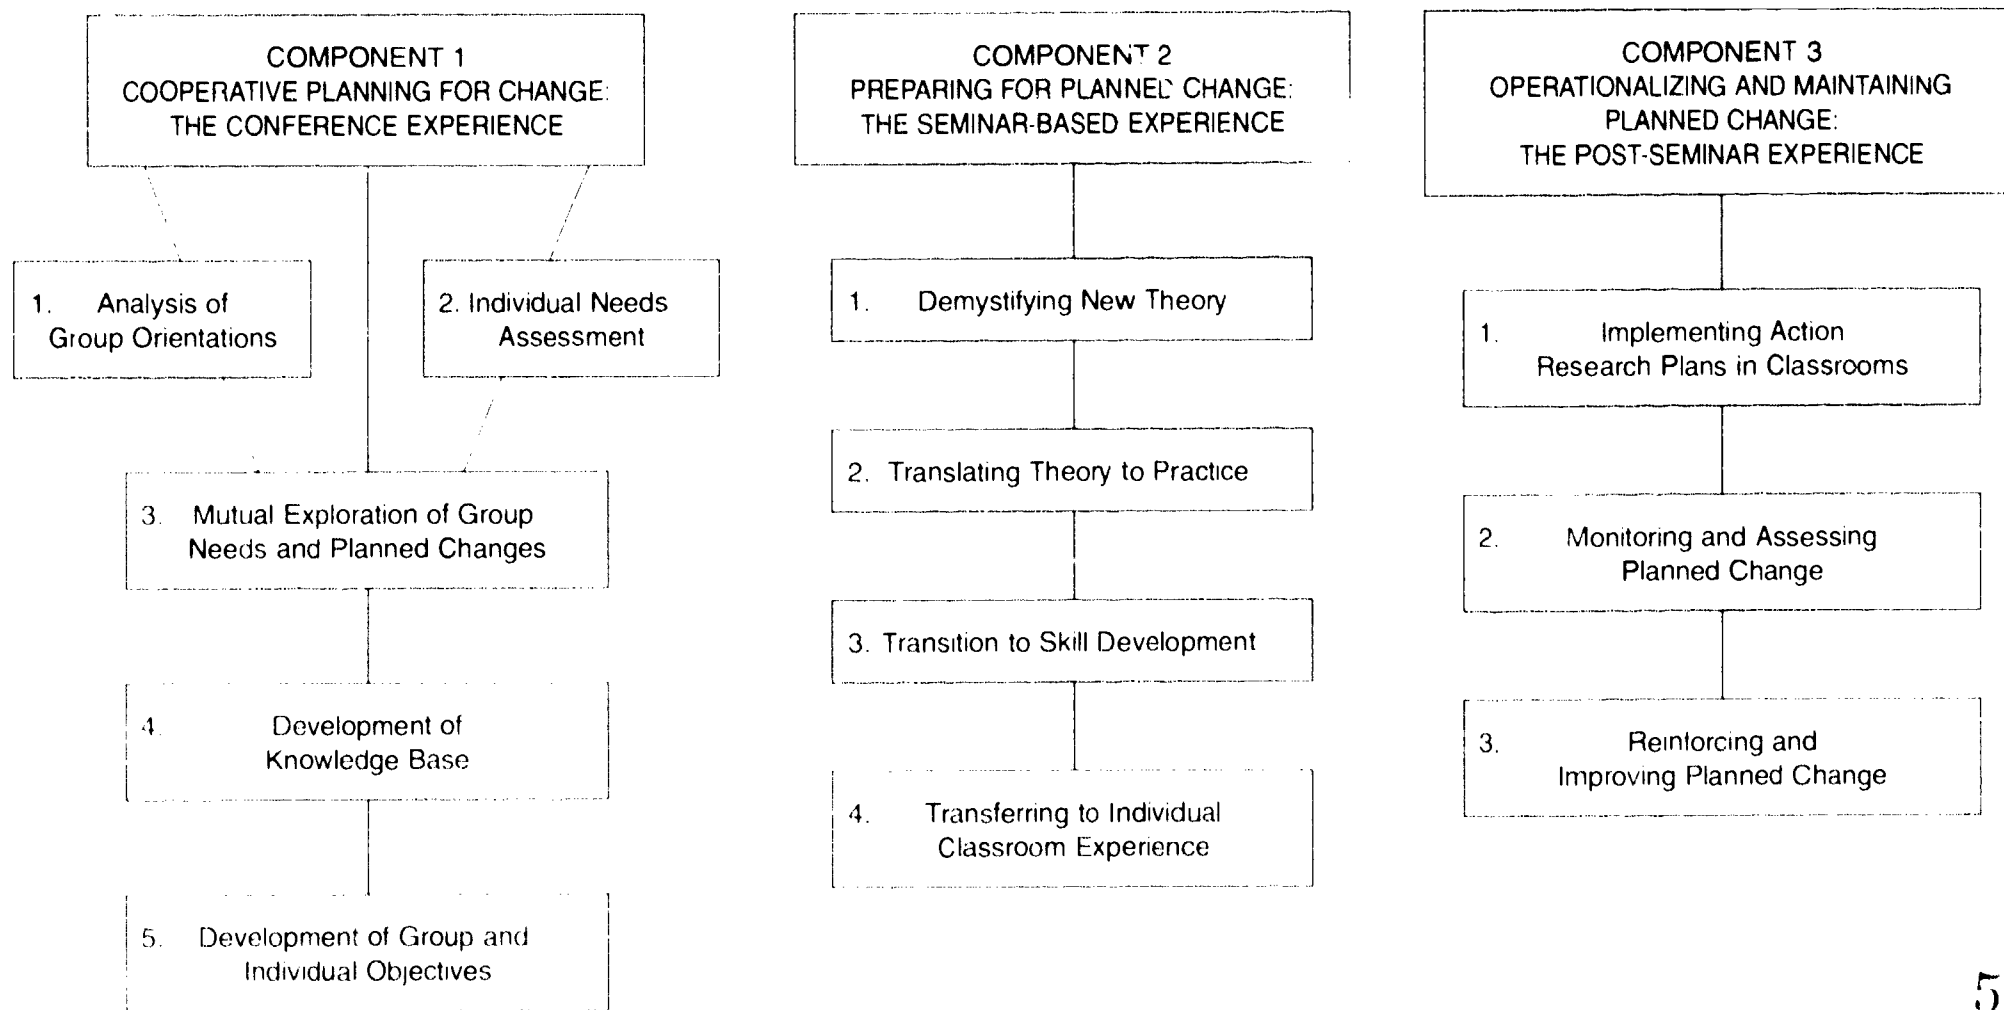 COMPONENT 1
COOPERATIVE PLANNING FOR CHANGE:
THE CONFERENCE EXPERIENCE
1. Analysis of
Group Orientations
2. Individual Needs
Assessment
3. Mutual Exploration of Group
Needs and Planned Changes
4. Development of
Knowledge Base
5. Development of Group and
Individual Objectives
COMPONENT 2
PREPARING FOR PLANNED CHANGE:
THE SEMINAR-BASED EXPERIENCE
1. Demystifying New Theory
2. Translating Theory to Practice
3. Transition to Skill Development
4. Transferring to Individual
Classroom Experience
COMPONENT 3
OPERATIONALIZING AND MAINTAINING
PLANNED CHANGE:
THE POST-SEMINAR EXPERIENCE
1. Implementing Action
Research Plans in Classrooms
2. Monitoring and Assessing
Planned Change
3. Reinforcing and
Improving Planned Change
5